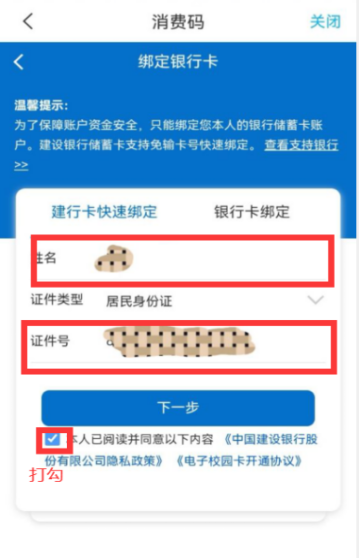 消费码 关闭
绑定银行卡
温馨提示：
为了保障账户资金安全，只能绑定您本人的银行储蓄卡账
户。建设银行储蓄卡支持免输卡号快速绑定。查看支持银行
>>
建行卡快速绑定 银行卡绑定
姓名
证件类型 居民身份证
证件号
下一步
本人已阅读并同意以下内容 《中国建设银行股
份有限公司隐私政策》 《电子校园卡开通协议》
打勾